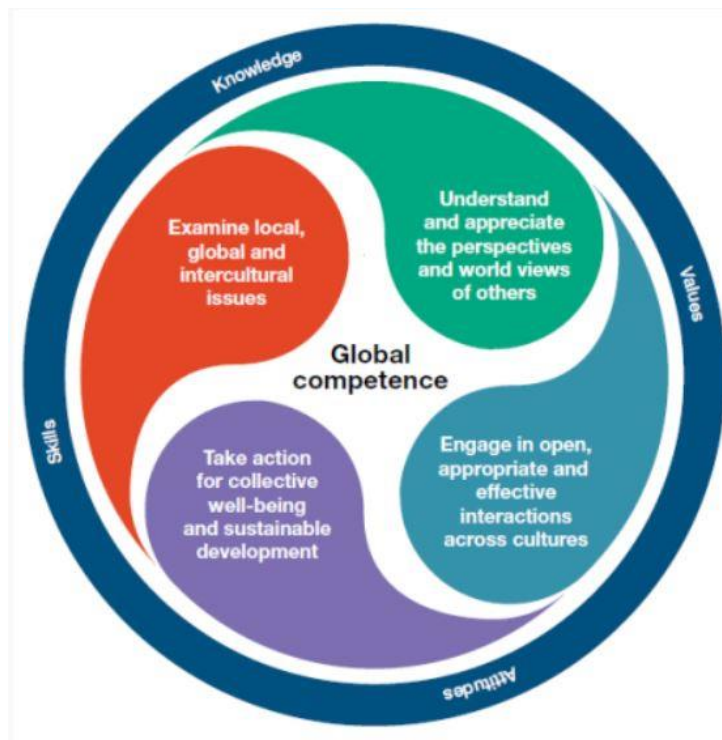 Knowledge
Understand
and appreciate
the perspectives
and world views
of others
Examine local,
global and
intercultural
issues
Values
Global
competence
Skills
Take action
for collective
well-being
and sustainable
development
Engage in open,
appropriate and
effective
interactions
across cultures
Attitudes